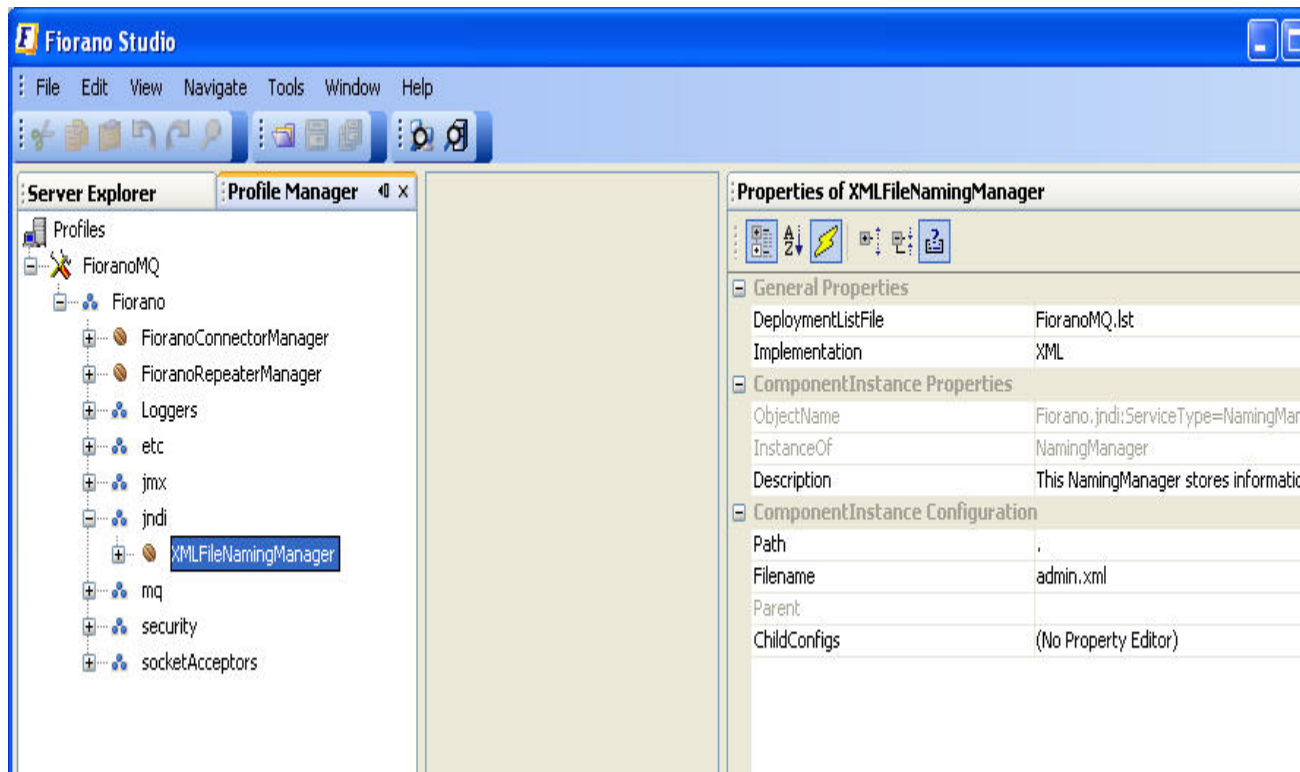 Fiorano Studio
File Edit View Navigate Tools Window Help
Server Explorer
Profile Manager
Profiles
FioranoMQ
Fiorano
FioranoConnectorManager
FioranoRepeaterManager
Loggers
etc
jmx
jndi
XMLFileNamingManager
mq
security
socketAcceptors
Properties of XMLFileNamingManager
General Properties
DeploymentListFile FioranoMQ.lst
Implementation XML
ComponentInstance Properties
ObjectName Fiorano.jndi:ServiceType=NamingMar
InstanceOf NamingManager
Description This NamingManager stores informatio
ComponentInstance Configuration
Path .
Filename admin.xml
Parent
ChildConfigs (No Property Editor)